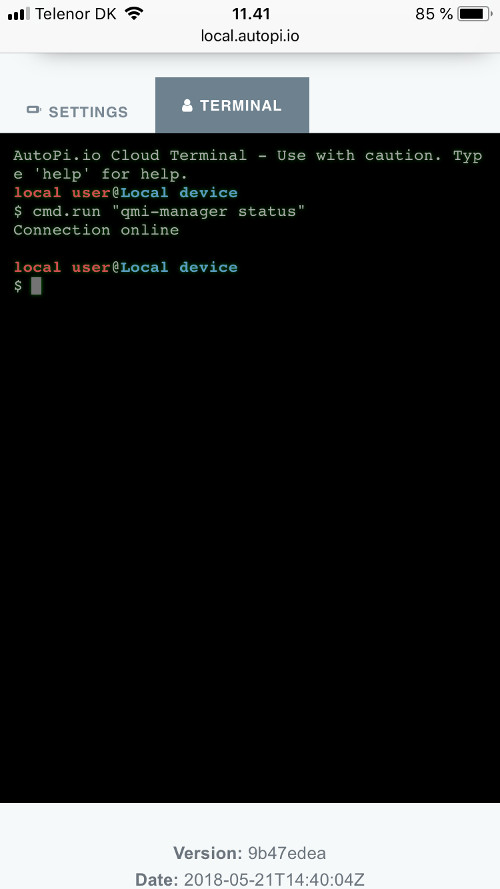 Telenor DK 11.41 85 %
local.autopi.io
SETTINGS TERMINAL
AutoPi.io Cloud Terminal - Use with caution. Typ
e 'help' for help.
local user@Local device
$ cmd.run "qmi-manager status"
Connection online
local user@Local device
$
Version: 9b47edea
Date: 2018-05-21T14:40:04Z